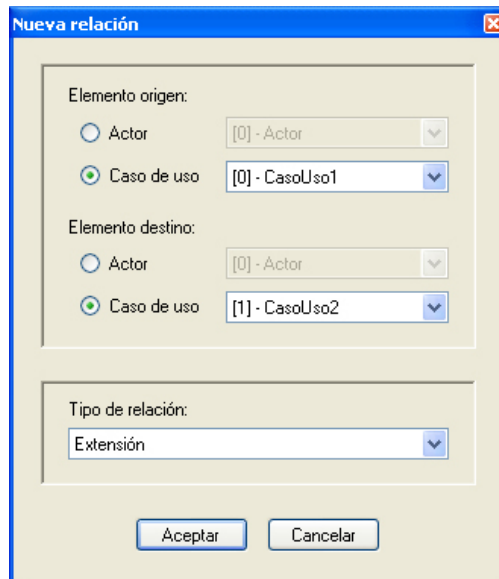 Nueva relación
Elemento origen:
Actor [0] - Actor
Caso de uso [0] - CasoUso1
Elemento destino:
Actor [0] - Actor
Caso de uso [1] - CasoUso2
Tipo de relación:
Extensión
Aceptar Cancelar